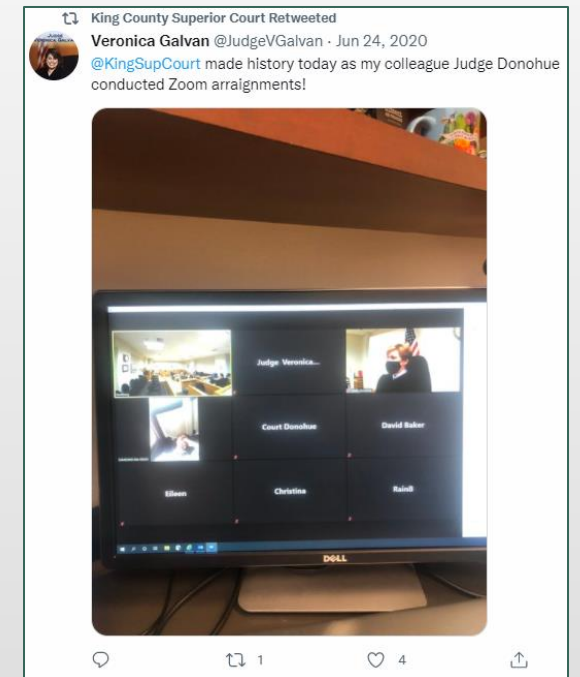 King County Superior Court Retweeted
Veronica Galvan @JudgeVGalvan · Jun 24, 2020
@KingSupCourt made history today as my colleague Judge Donohue
conducted Zoom arraignments!
Judge Veronica...
Court Donohue
David Baker
Eileen
Christina
RainB
DELL
1
4